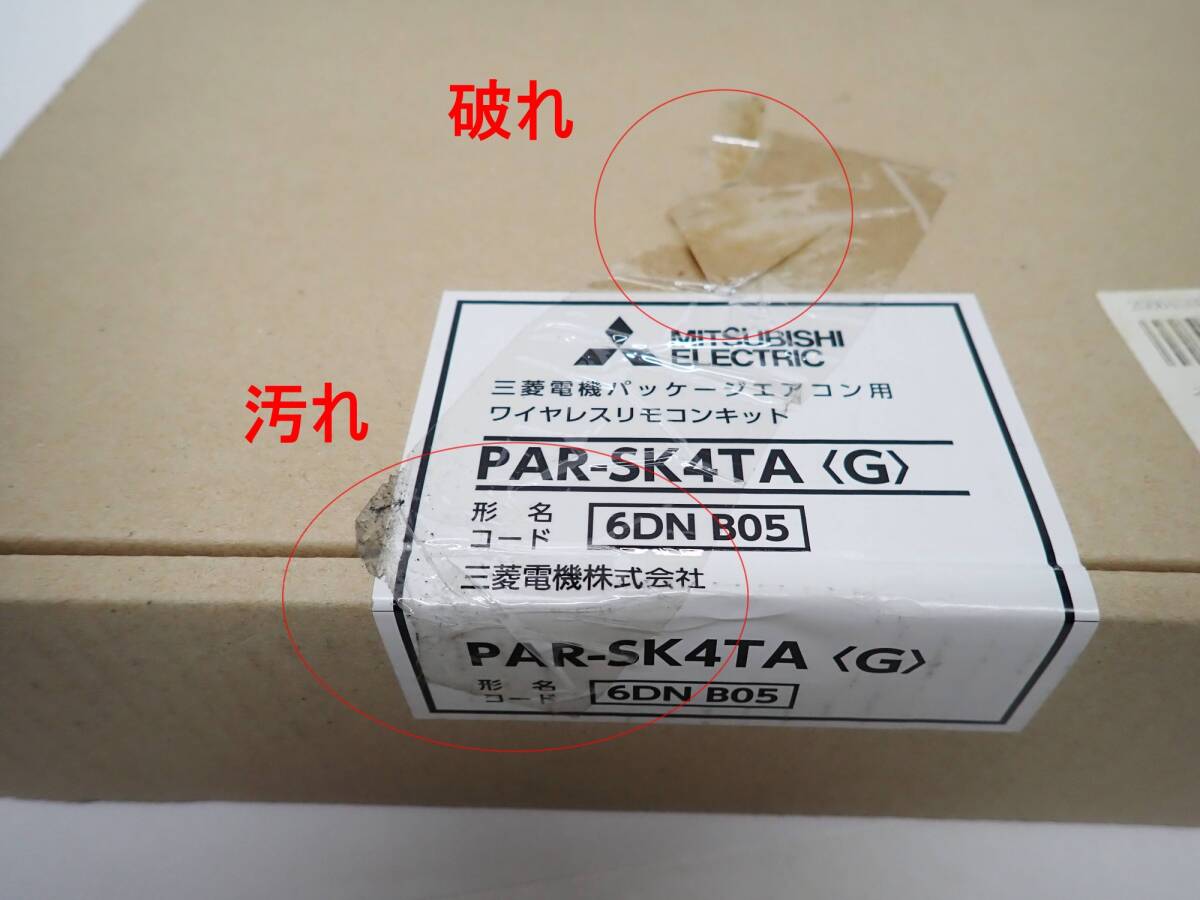 破れ
MITSUBISHI
ELECTRIC
三菱電機パッケージエアコン用
ワイヤレスリモコンキット
汚れ
PAR-SK4TA〈G〉
形名
コード
6DN B05
三菱電機株式会社
PAR-SK4TA〈G〉
形名
コード
6DN B05